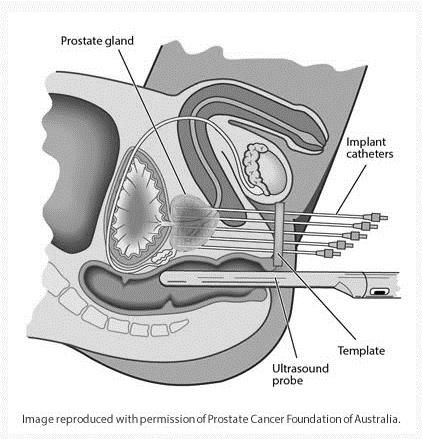 Prostate gland
Implant
catheters
Template
Ultrasound
probe
Image reproduced with permission of Prostate Cancer Foundation of Australia.